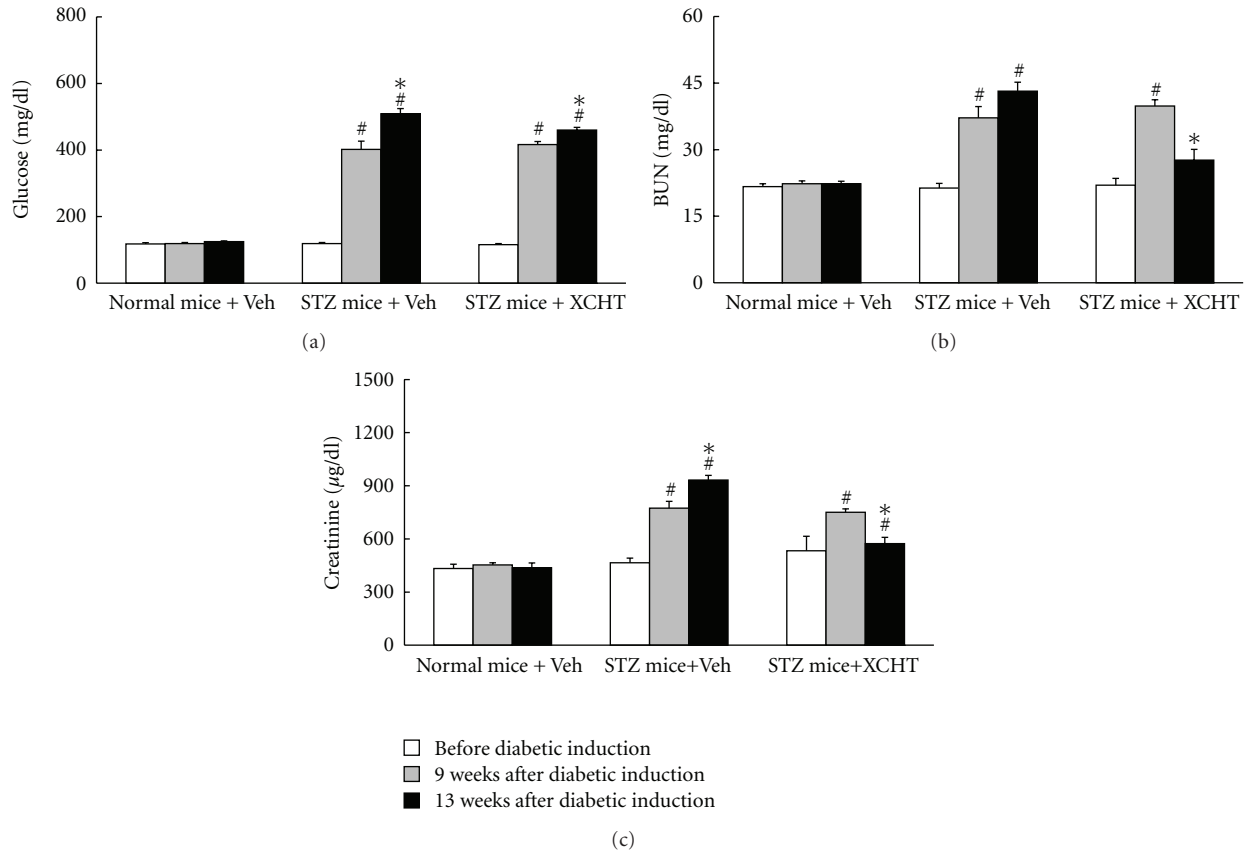 800
600
400
200
0
Glucose (mg/dl)
#
*
#
#
*
#
Normal mice + Veh
STZ mice + Veh
STZ mice + XCHT
(a)
60
45
30
15
0
BUN (mg/dl)
#
#
#
*
Normal mice + Veh
STZ mice + Veh
STZ mice + XCHT
(b)
1500
1200
900
600
300
0
Creatinine (μg/dl)
#
*
#
#
*
#
Normal mice + Veh
STZ mice+Veh
STZ mice+XCHT
Before diabetic induction
9 weeks after diabetic induction
13 weeks after diabetic induction
(c)